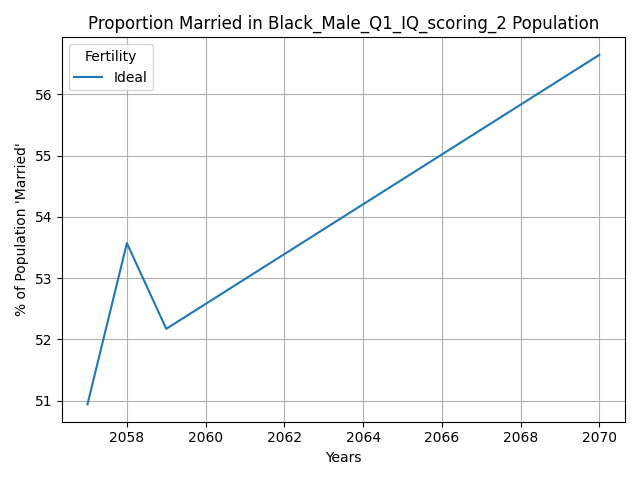 Proportion Married in Black_Male_Q1_IQ_scoring_2 Population
Fertility
Ideal
% of Population 'Married'
56
55
54
53
52
51
2058 2060 2062 2064 2066 2068 2070
Years